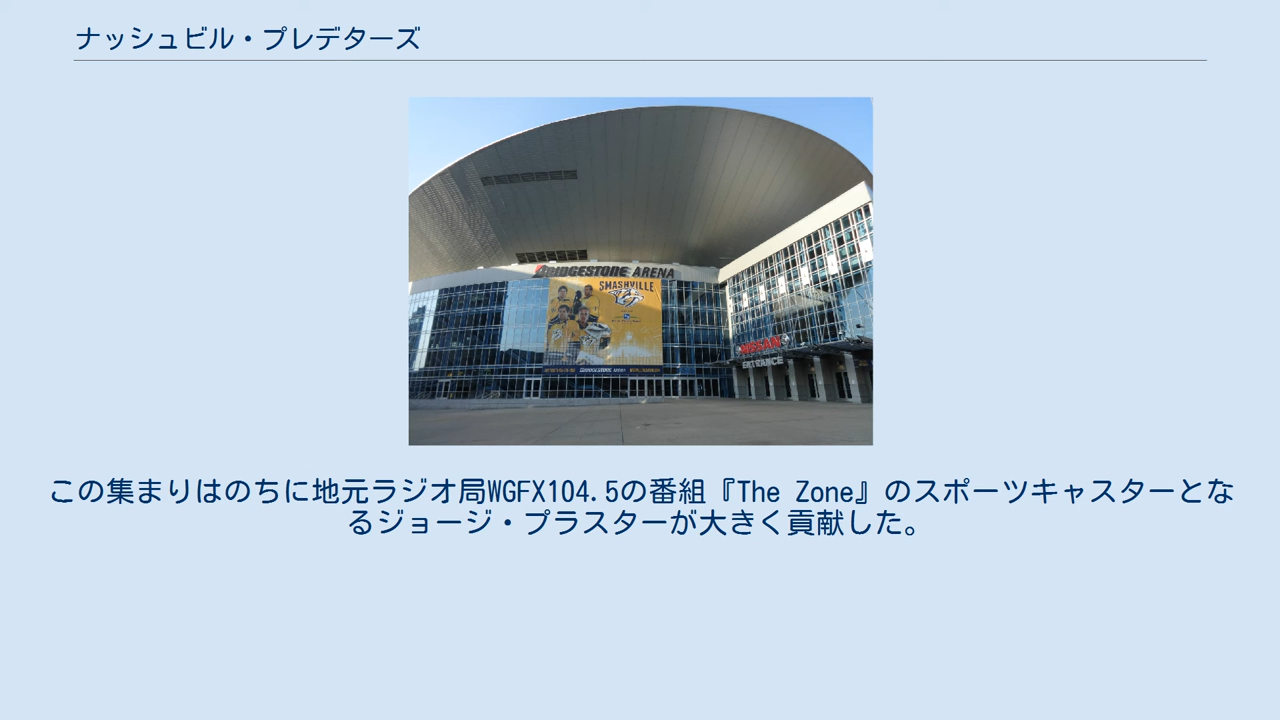 ナッシュビル・プレデターズ
BRIDGESTONE ARENA
SMASHVILLE
NISSAN
ENTRANCE
この集まりはのちに地元ラジオ局WGFX104.5の番組『The Zone』のスポーツキャスターとな
るジョージ・プラスターが大きく貢献した。